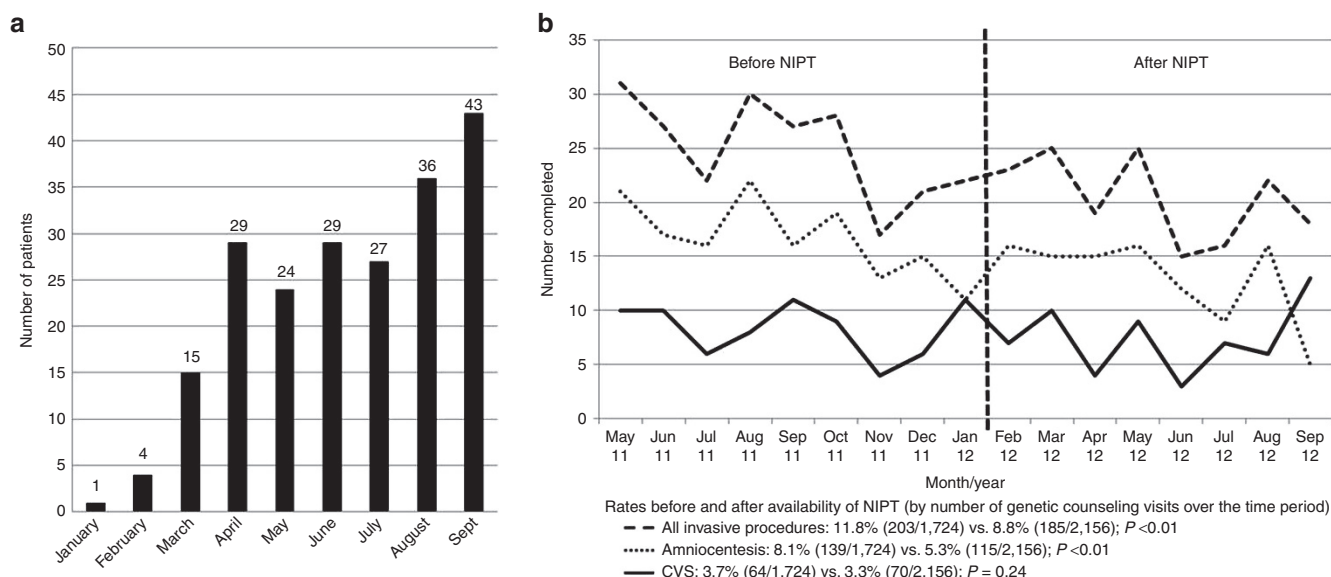 a
50
45
40
35
30
25
20
15
10
5
0
Number of patients
1
4
15
29
24
29
27
36
43
January
February
March
April
May
June
July
August
Sept
b
35
30
25
20
15
10
5
0
Number completed
Before NIPT
After NIPT
May Jun Jul Aug Sep Oct Nov Dec Jan Feb Mar Apr May Jun Jul Aug Sep
11 11 11 11 11 11 11 11 12 12 12 12 12 12 12 12 12
Month/year
Rates before and after availability of NIPT (by number of genetic counseling visits over the time period)
All invasive procedures: 11.8% (203/1,724) vs. 8.8% (185/2,156); P <0.01
Amniocentesis: 8.1% (139/1,724) vs. 5.3% (115/2,156); P <0.01
CVS: 3.7% (64/1,724) vs. 3.3% (70/2,156); P = 0.24